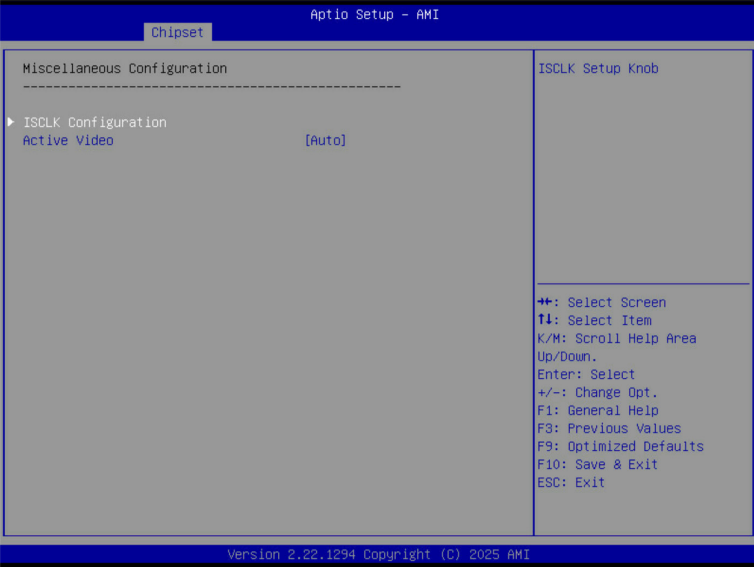 Aptio Setup – AMI
Chipset
Miscellaneous Configuration
--------------------------------------------------
ISCLK Configuration
Active Video [Auto]
ISCLK Setup Knob
→←: Select Screen
↑↓: Select Item
K/M: Scroll Help Area
Up/Down.
Enter: Select
+/-: Change Opt.
F1: General Help
F3: Previous Values
F9: Optimized Defaults
F10: Save & Exit
ESC: Exit
Version 2.22.1294 Copyright (C) 2025 AMI